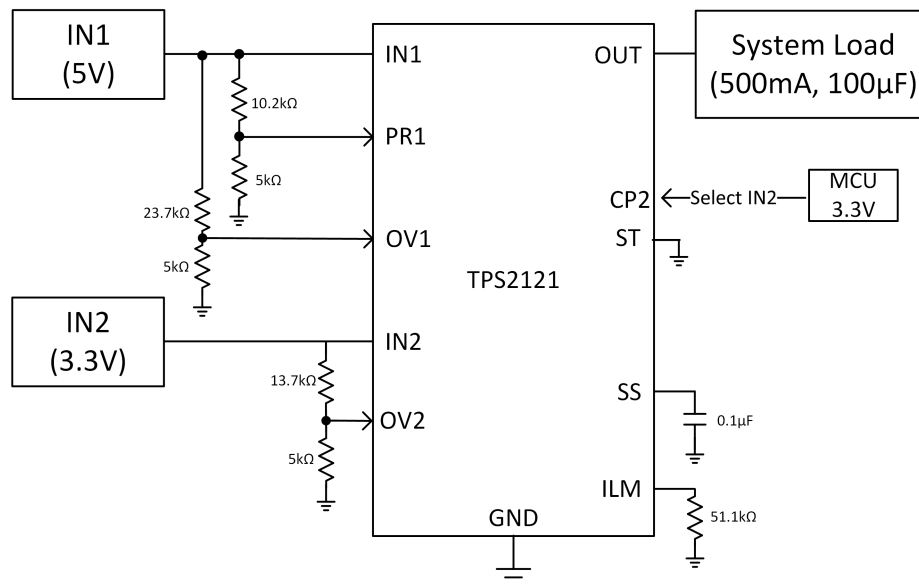 IN1
(5V)
IN1
OUT
System Load
(500mA, 100µF)
10.2kΩ
PR1
5kΩ
MCU
3.3V
Select IN2
CP2
23.7kΩ
OV1
ST
5kΩ
TPS2121
IN2
(3.3V)
IN2
13.7kΩ
SS
OV2
0.1µF
5kΩ
ILM
51.1kΩ
GND